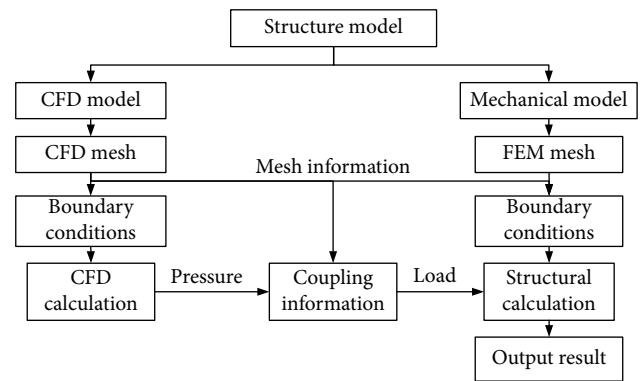 Structure model
CFD model
Mechanical model
CFD mesh
FEM mesh
Mesh information
Boundary
conditions
Boundary
conditions
CFD
calculation
Pressure
Coupling
information
Load
Structural
calculation
Output result